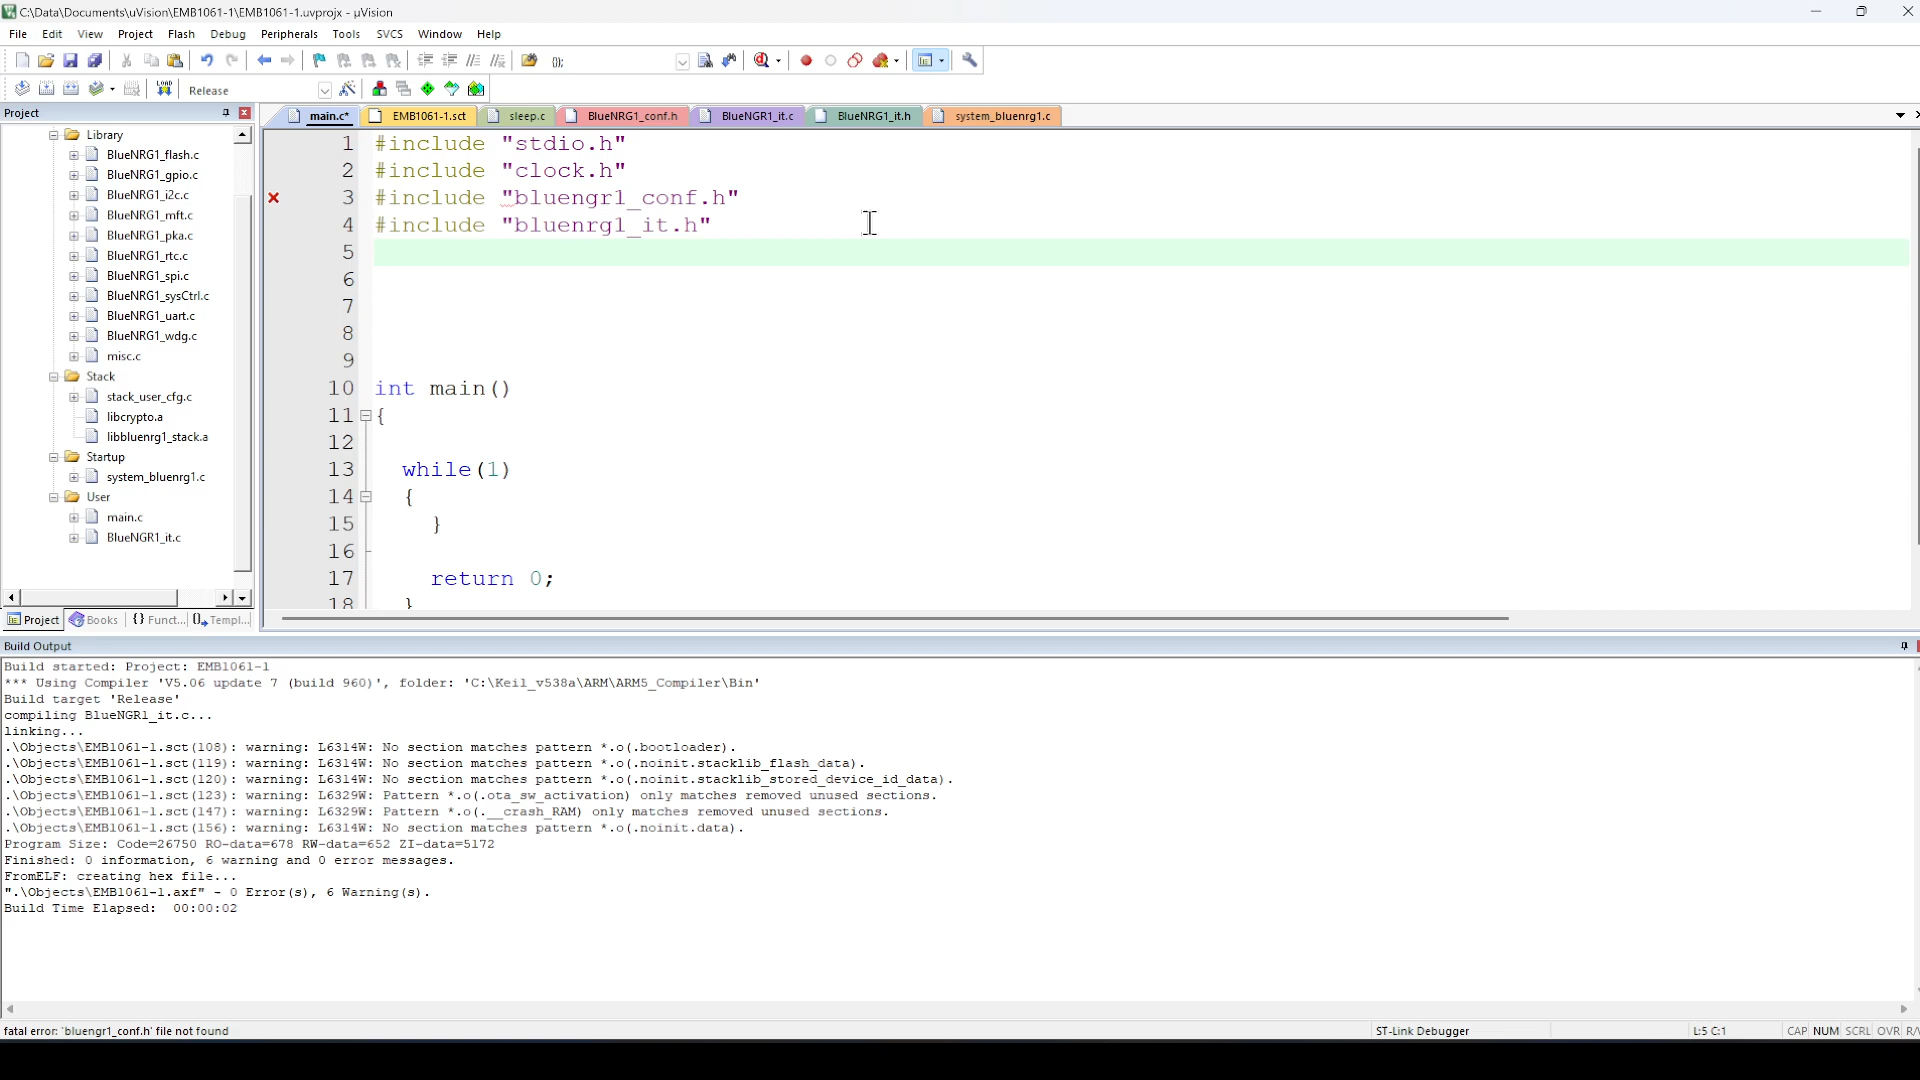 C:\Data\Documents\uVision\EMB1061-1\EMB1061-1.uvprojx - µVision
File Edit View Project Flash Debug Peripherals Tools SVCS Window Help
Release
Project
main.c* EMB1061-1.sct sleep.c BlueNRG1_conf.h BlueNGR1_it.c BlueNRG1_it.h system_bluenrg1.c
Library
BlueNRG1_flash.c
BlueNRG1_gpio.c
BlueNRG1_i2c.c
BlueNRG1_mft.c
BlueNRG1_pka.c
BlueNRG1_rtc.c
BlueNRG1_spi.c
BlueNRG1_sysCtrl.c
BlueNRG1_uart.c
BlueNRG1_wdg.c
misc.c
Stack
stack_user_cfg.c
libcrypto.a
libbluenrg1_stack.a
Startup
system_bluenrg1.c
User
main.c
BlueNGR1_it.c
Project Books {} Funct... Templ...
1 #include "stdio.h"
2 #include "clock.h"
3 #include "bluengr1_conf.h"
4 #include "bluenrg1_it.h"
5
6
7
8
9
10 int main()
11 {
12
13 while(1)
14 {
15 }
16
17 return 0;
18 }
Build Output
Build started: Project: EMB1061-1
*** Using Compiler 'V5.06 update 7 (build 960)', folder: 'C:\Keil_v538a\ARM\ARM5_Compiler\Bin'
Build target 'Release'
compiling BlueNGR1_it.c...
linking...
.\Objects\EMB1061-1.sct(108): warning: L6314W: No section matches pattern *.o(.bootloader).
.\Objects\EMB1061-1.sct(119): warning: L6314W: No section matches pattern *.o(.noinit.stacklib_flash_data).
.\Objects\EMB1061-1.sct(120): warning: L6314W: No section matches pattern *.o(.noinit.stacklib_stored_device_id_data).
.\Objects\EMB1061-1.sct(123): warning: L6329W: Pattern *.o(.ota_sw_activation) only matches removed unused sections.
.\Objects\EMB1061-1.sct(147): warning: L6329W: Pattern *.o(.__crash_RAM) only matches removed unused sections.
.\Objects\EMB1061-1.sct(156): warning: L6314W: No section matches pattern *.o(.noinit.data).
Program Size: Code=26750 RO-data=678 RW-data=652 ZI-data=5172
Finished: 0 information, 6 warning and 0 error messages.
FromELF: creating hex file...
".\Objects\EMB1061-1.axf" - 0 Error(s), 6 Warning(s).
Build Time Elapsed: 00:00:02
fatal error: 'bluengr1_conf.h' file not found ST-Link Debugger L:5 C:1 CAP NUM SCRL OVR R/